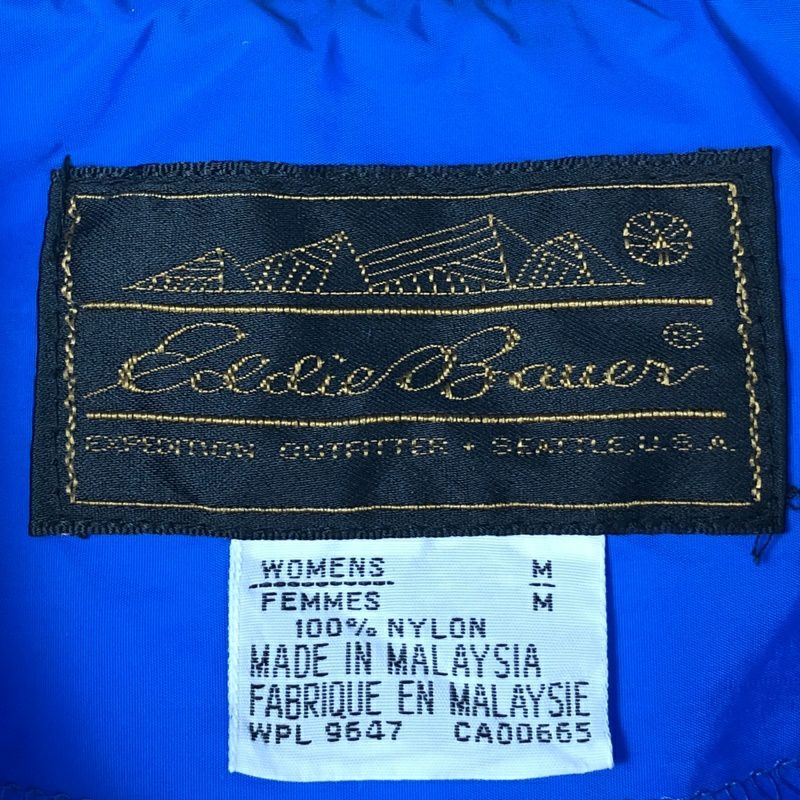 Eddie Bauer®
EXPEDITION OUTFITTER + SEATTLE, U.S.A.
WOMENS M
FEMMES M
100% NYLON
MADE IN MALAYSIA
FABRIQUE EN MALAYSIE
WPL 9647 CA00665